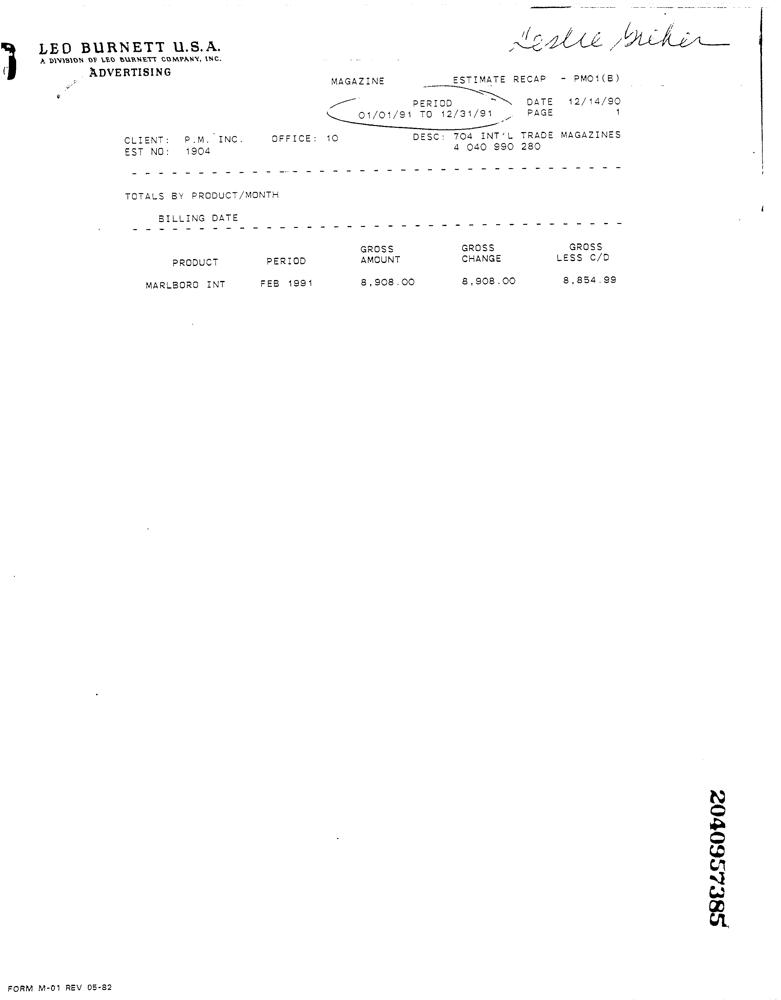 Leslie
LEO BURNETT U.S.A.
A DIVISION OF LEO BURNETT COMPANY, INC.
ADVERTISING
MAGAZINE ESTIMATE RECAP - PM01(B)
PERIOD DATE 12/14/90
01/01/91 TO 12/31/91 PAGE 1
CLIENT: P.M. INC. OFFICE: 10 DESC: 704 INT'L TRADE MAGAZINES
EST NO: 1904 4 040 990 280
TOTALS BY PRODUCT/MONTH
BILLING DATE
GROSS GROSS GROSS
PRODUCT PERIOD AMOUNT CHANGE LESS C/D
MARLBORO INT FEB 1991 8,908.00 8,908.00 8,854.99
2040957385
FORM M-01 REV 05-82